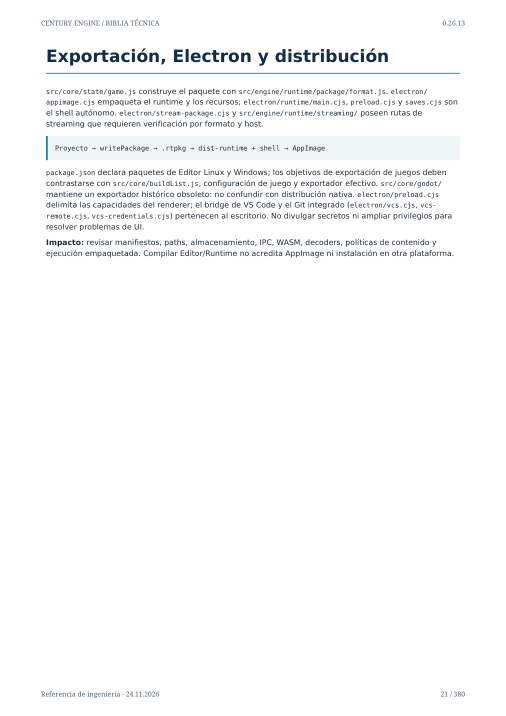 CENTURY ENGINE / BIBLIA TÉCNICA
0.26.13
Exportación, Electron y distribución
src/core/state/game.js construye el paquete con src/engine/runtime/package/format.js. electron/
appimage.cjs empaqueta el runtime y los recursos; electron/runtime/main.cjs, preload.cjs y saves.cjs son
el shell autónomo. electron/stream-package.cjs y src/engine/runtime/streaming/ poseen rutas de
streaming que requieren verificación por formato y host.
Proyecto → writePackage → .rtpkg → dist-runtime + shell → AppImage
package.json declara paquetes de Editor Linux y Windows; los objetivos de exportación de juegos deben
contrastarse con src/core/buildList.js, configuración de juego y exportador efectivo. src/core/godot/
mantiene un exportador histórico obsoleto: no confundir con distribución nativa. electron/preload.cjs
delimita las capacidades del renderer; el bridge de VS Code y el Git integrado (electron/vcs.cjs, vcs-
remote.cjs, vcs-credentials.cjs) pertenecen al escritorio. No divulgar secretos ni ampliar privilegios para
resolver problemas de UI.
Impacto: revisar manifiestos, paths, almacenamiento, IPC, WASM, decoders, políticas de contenido y
ejecución empaquetada. Compilar Editor/Runtime no acredita AppImage ni instalación en otra plataforma.
Referencia de ingeniería · 24.11.2026
21 / 380